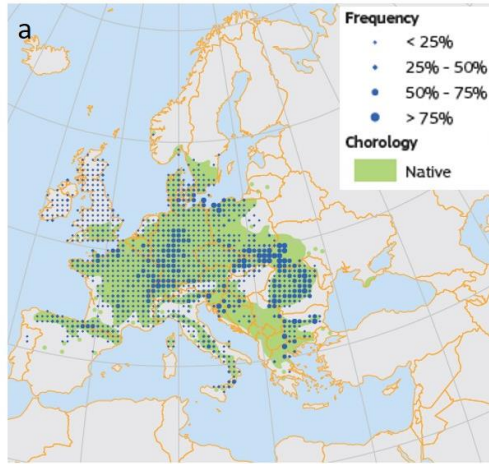 a
Frequency
< 25%
25% - 50%
50% - 75%
> 75%
Chorology
Native